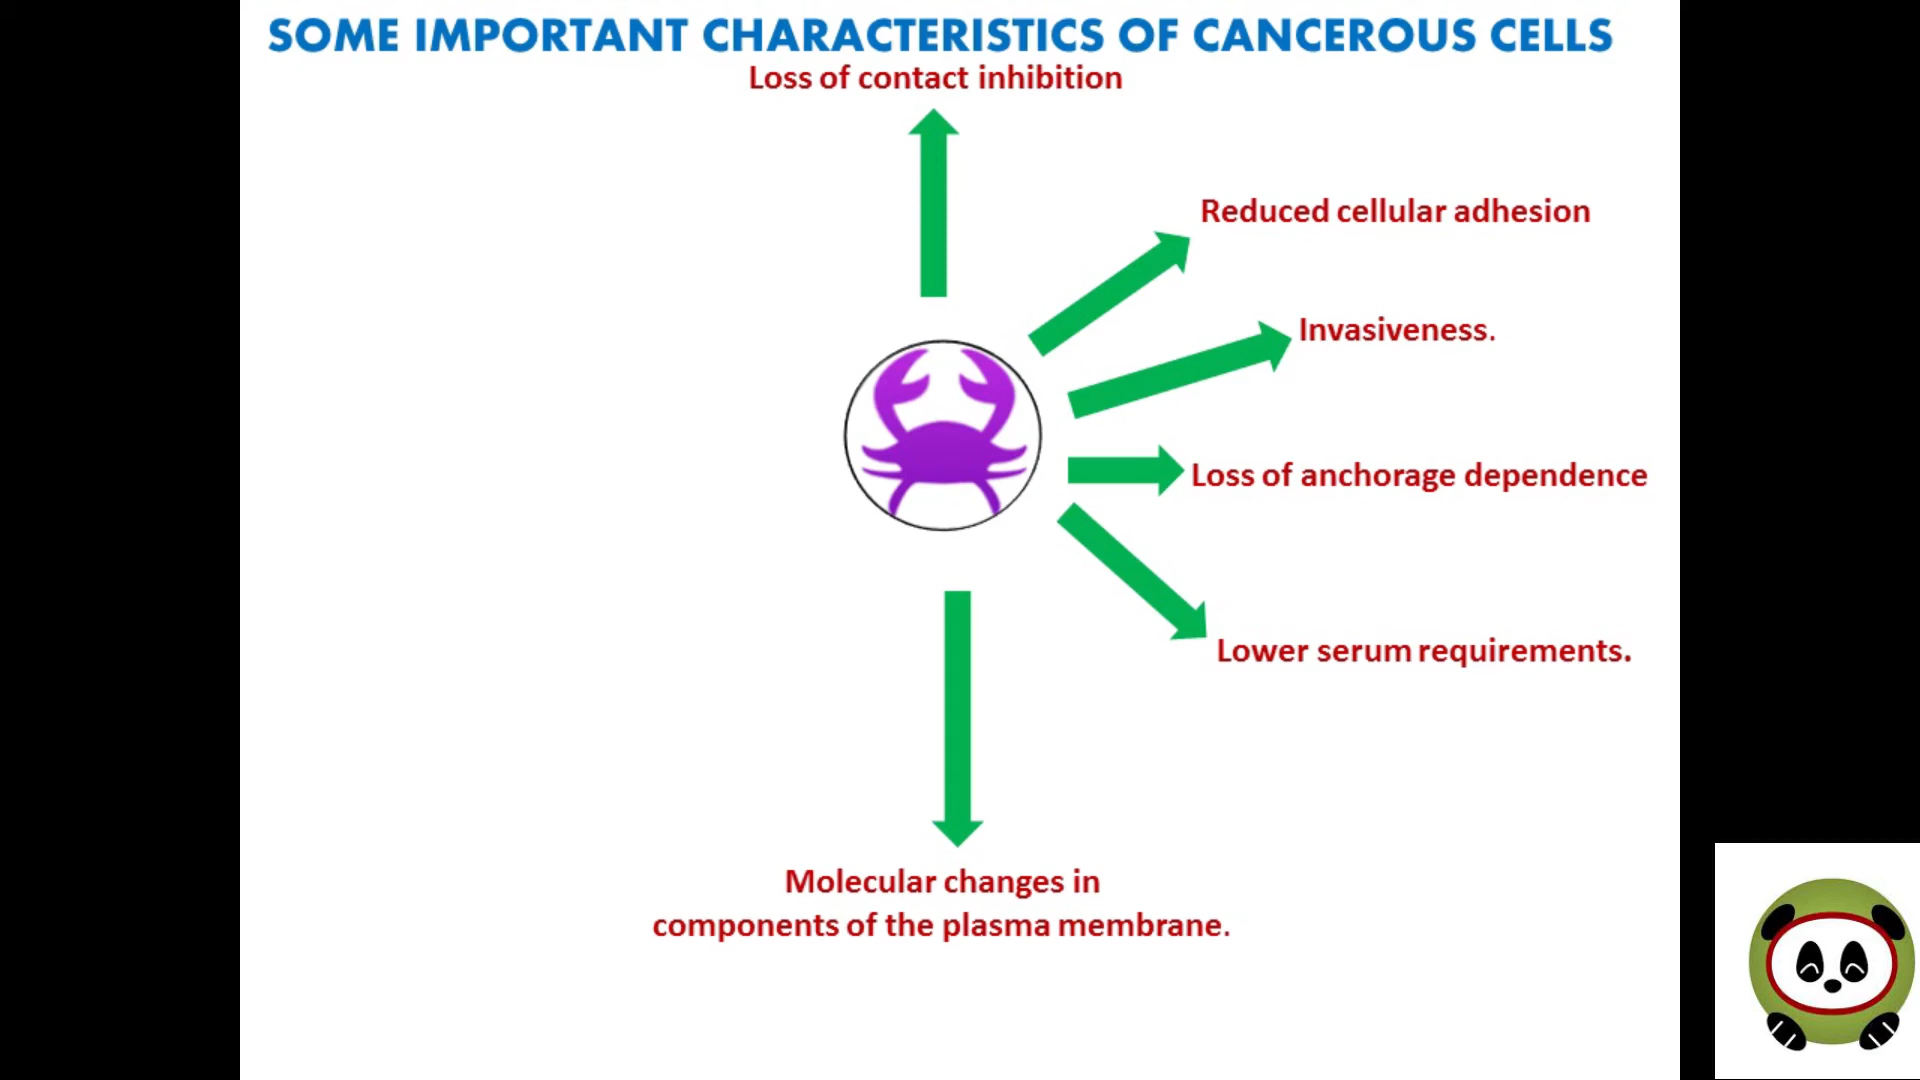 SOME IMPORTANT CHARACTERISTICS OF CANCEROUS CELLS
Loss of contact inhibition
Reduced cellular adhesion
Invasiveness.
Loss of anchorage dependence
Lower serum requirements.
Molecular changes in
components of the plasma membrane.